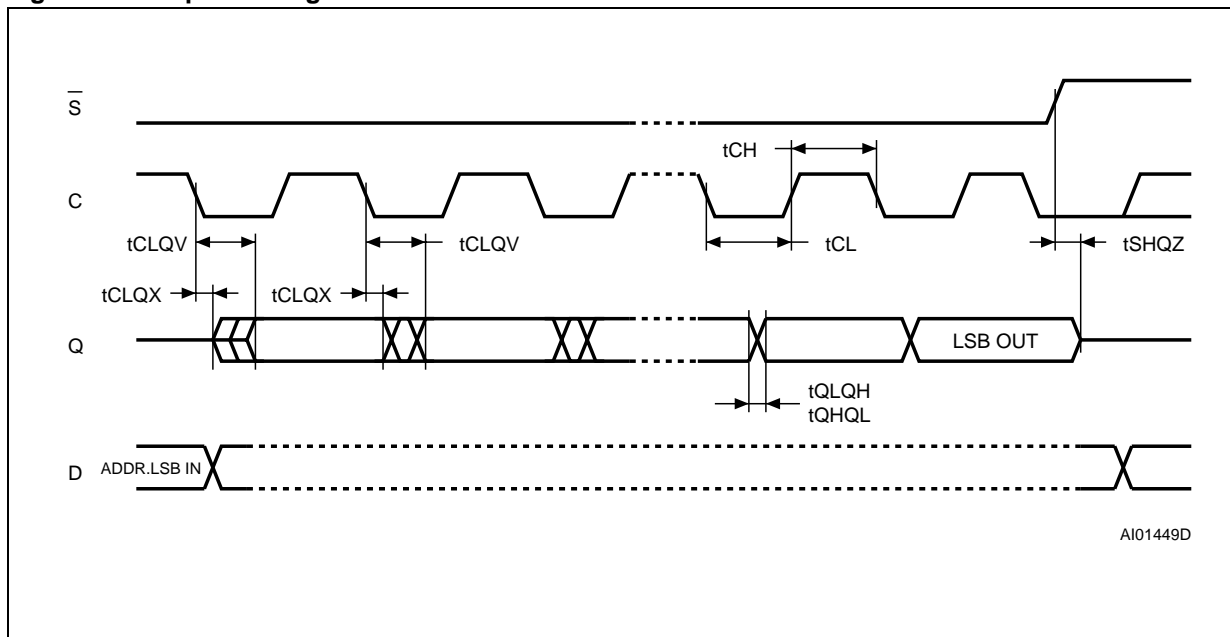 S
tCH
C
tCLQV
tCLQV
tCL
tSHQZ
tCLQX
tCLQX
Q
LSB OUT
tQLQH
tQHQL
D
ADDR.LSB IN
AI01449D